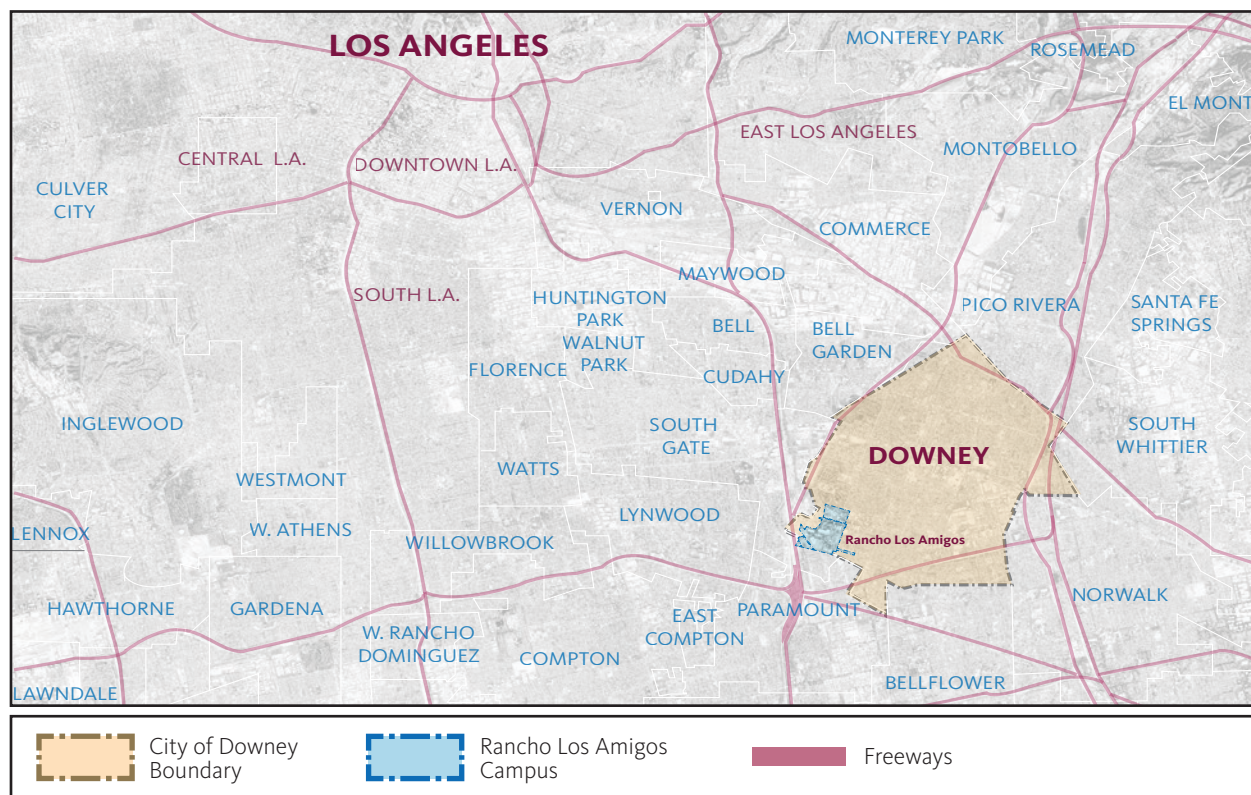 LOS ANGELES
MONTEREY PARK
ROSEMEAD
EL MONT
EAST LOS ANGELES
MONTOBELLO
CENTRAL L.A.
DOWNTOWN L.A.
CULVER
CITY
VERNON
COMMERCE
MAYWOOD
SOUTH L.A.
HUNTINGTON
PARK
WALNUT
PARK
BELL
BELL
GARDEN
PICO RIVERA
SANTA FE
SPRINGS
FLORENCE
CUDAHY
INGLEWOOD
SOUTH
GATE
SOUTH
WHITTIER
DOWNEY
WESTMONT
WATTS
LENNOX
W. ATHENS
WILLOWBROOK
LYNWOOD
Rancho Los Amigos
HAWTHORNE
GARDENA
W. RANCHO
DOMINGUEZ
COMPTON
EAST
COMPTON
PARAMOUNT
NORWALK
LAWNDALE
BELLFLOWER
City of Downey
Boundary
Rancho Los Amigos
Campus
Freeways